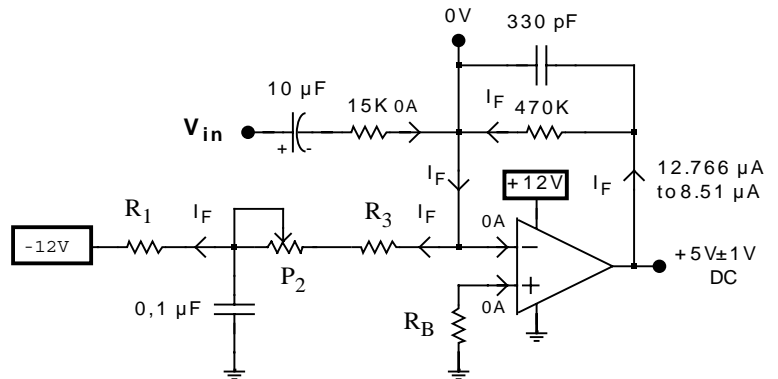 0V
330 pF
10 µF
15K 0A
I_F
470K
V_in
+ -
I_F
+12V
I_F
12.766 µA
to 8.51 µA
R_1
I_F
R_3
I_F
-12V
0A
−
+5V±1V
DC
P_2
+
0,1 µF
0A
R_B